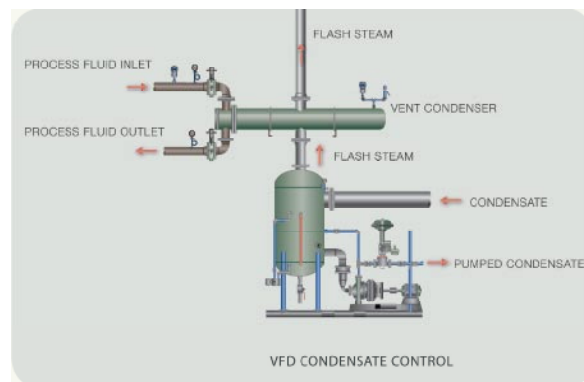 FLASH STEAM
PROCESS FLUID INLET
VENT CONDENSER
PROCESS FLUID OUTLET
FLASH STEAM
CONDENSATE
PUMPED CONDENSATE
VFD CONDENSATE CONTROL